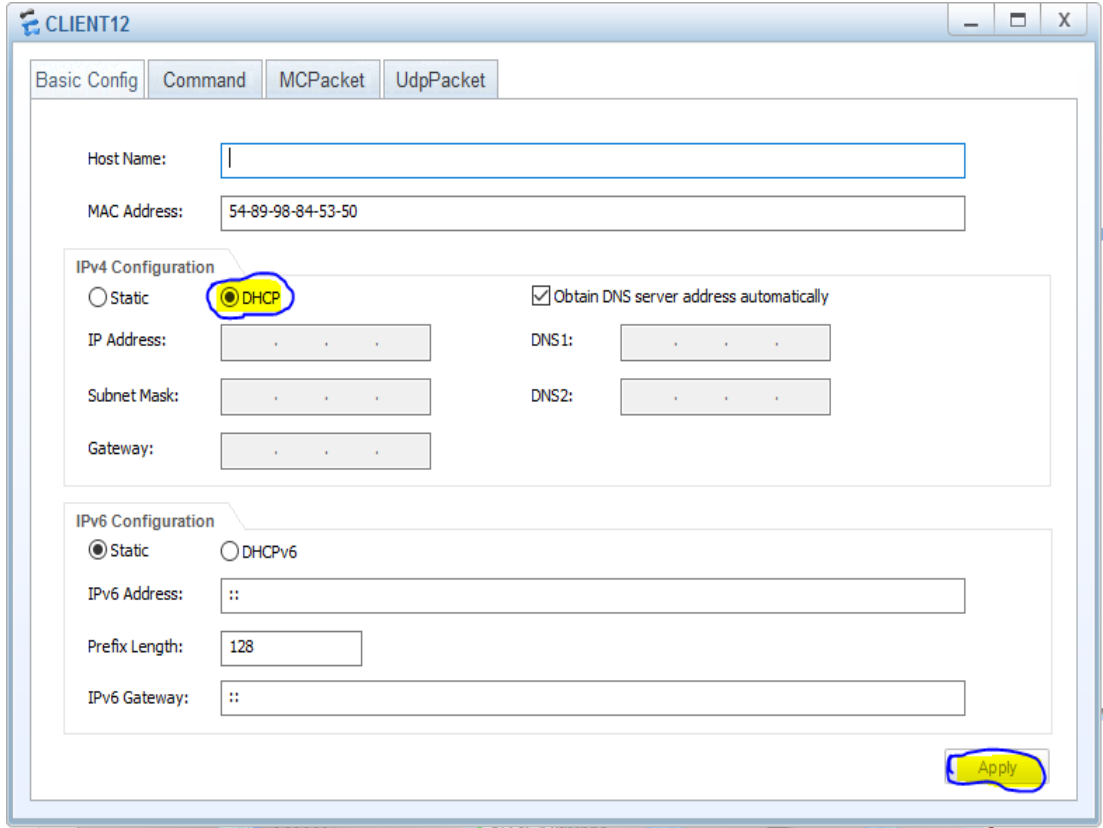 CLIENT12
X
Basic Config Command MCPacket UdpPacket
Host Name:
MAC Address: 54-89-98-84-53-50
IPv4 Configuration
Static DHCP Obtain DNS server address automatically
IP Address: . . . DNS1: . . .
Subnet Mask: . . . DNS2: . . .
Gateway: . . .
IPv6 Configuration
Static DHCPv6
IPv6 Address: ::
Prefix Length: 128
IPv6 Gateway: ::
Apply